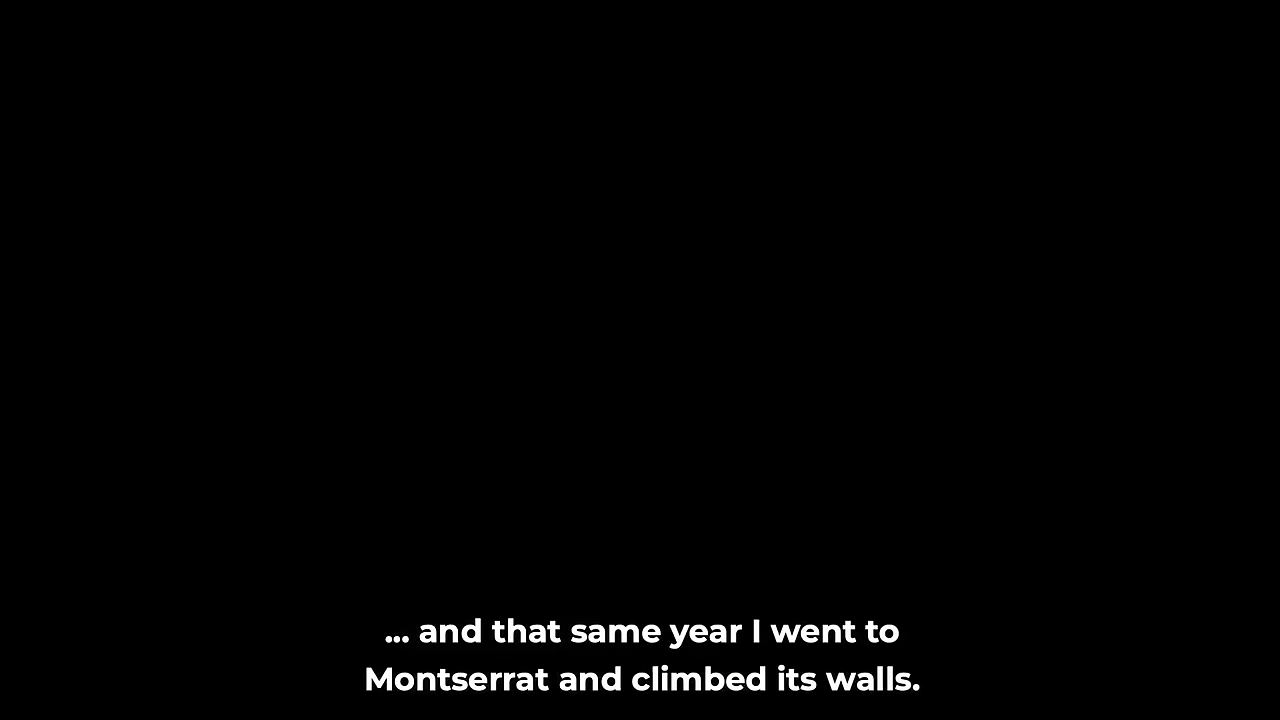 ... and that same year I went to
Montserrat and climbed its walls.